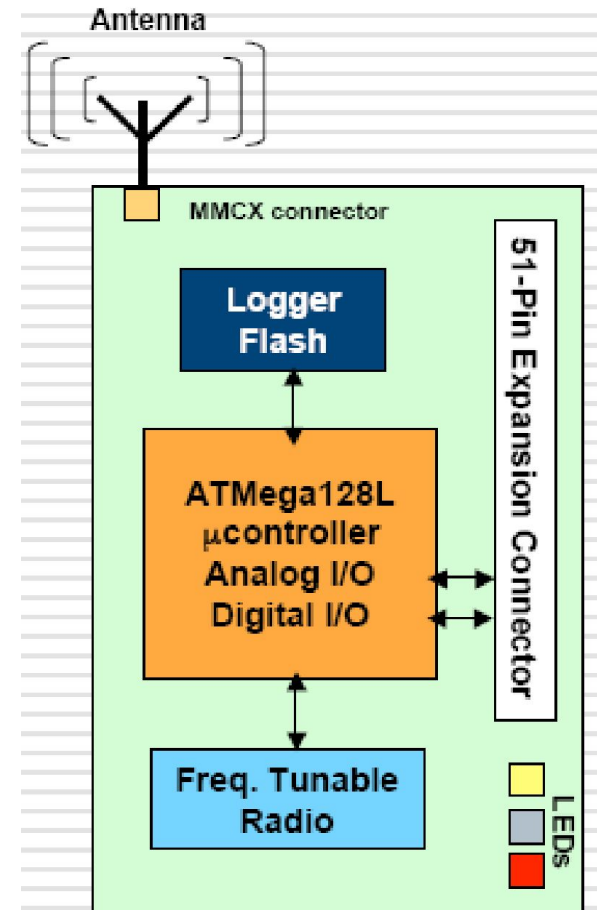 Antenna
MMCX connector
Logger
Flash
51-Pin Expansion Connector
ATMega128L
μcontroller
Analog I/O
Digital I/O
Freq. Tunable
Radio
LEDs